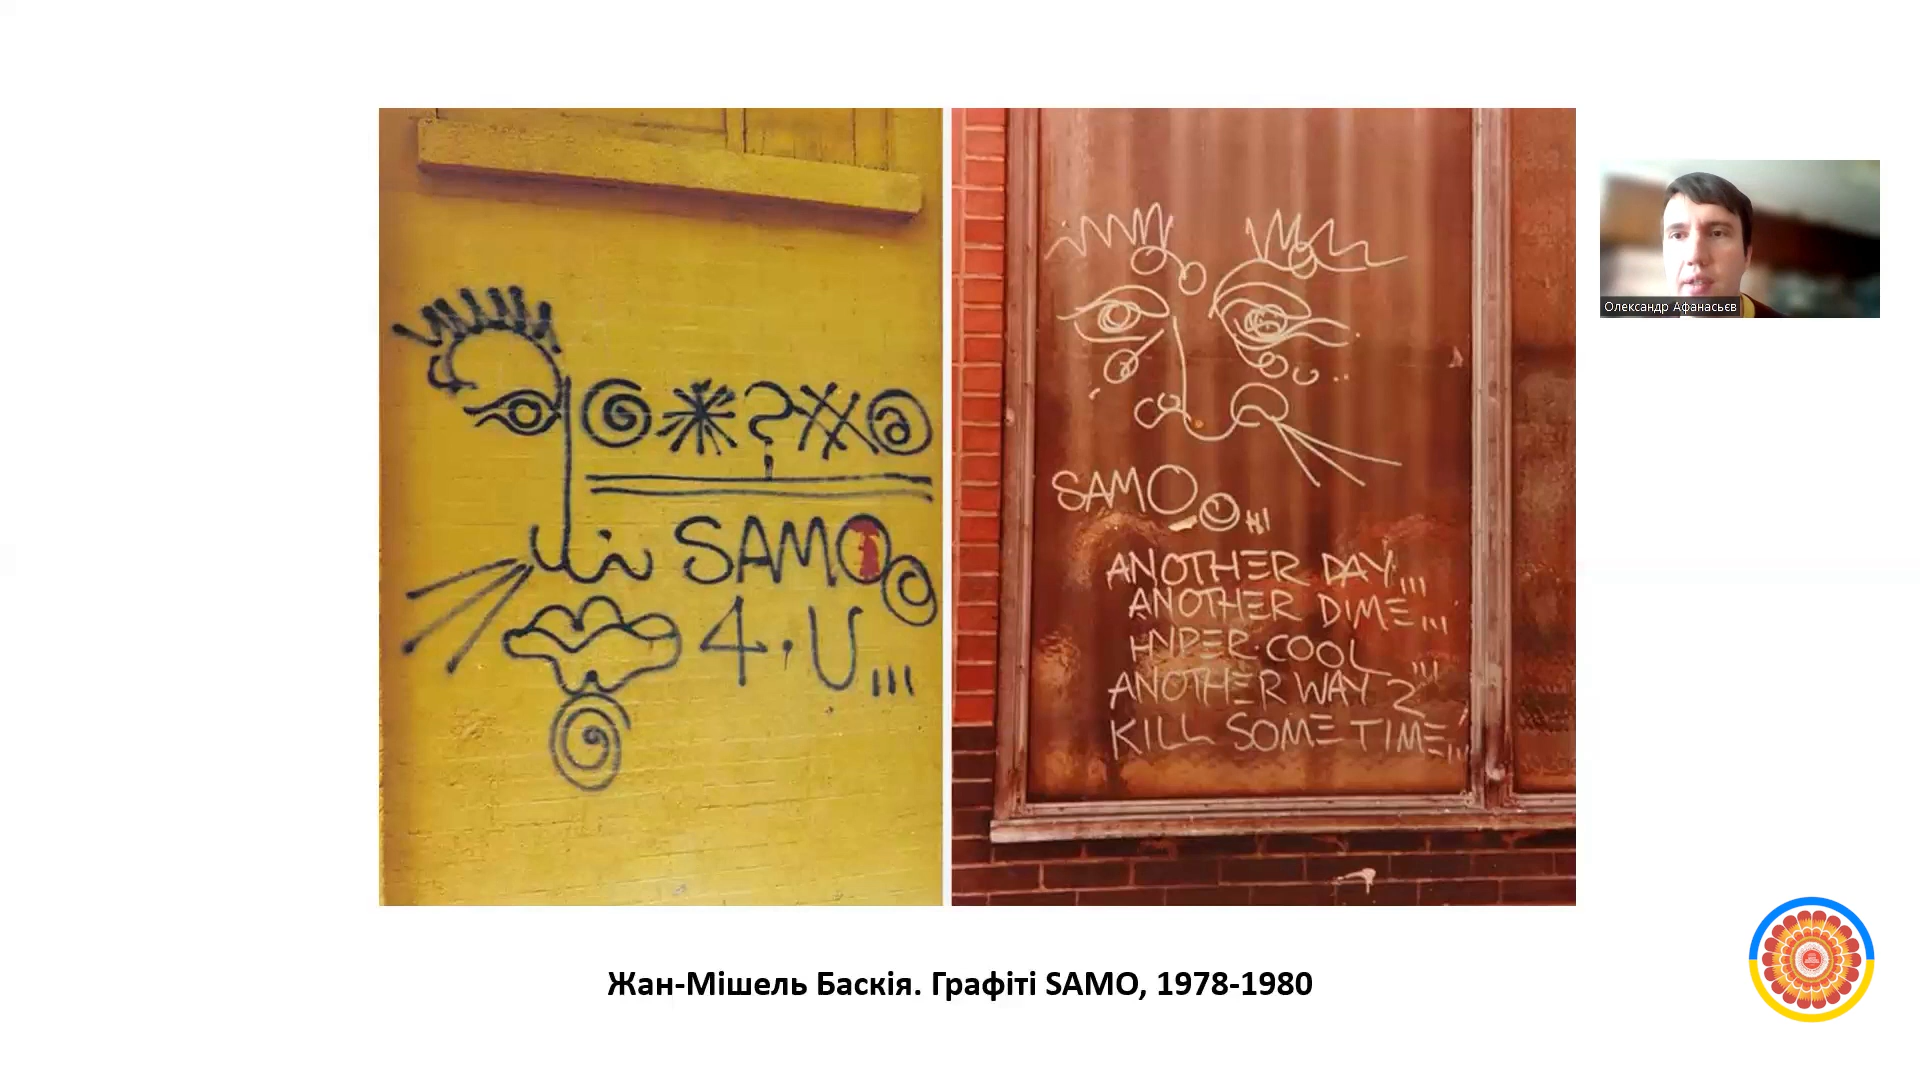 @*?
SAMO©
4.U,,,
SAMO©,,,
ANOTHER DAY,,,
ANOTHER DIME,,,
HYPER·COOL,,,
ANOTHER WAY 2
KILL SOME TIME,,,
Олександр Афанасьєв
Жан-Мішель Баскія. Графіті SAMO, 1978-1980